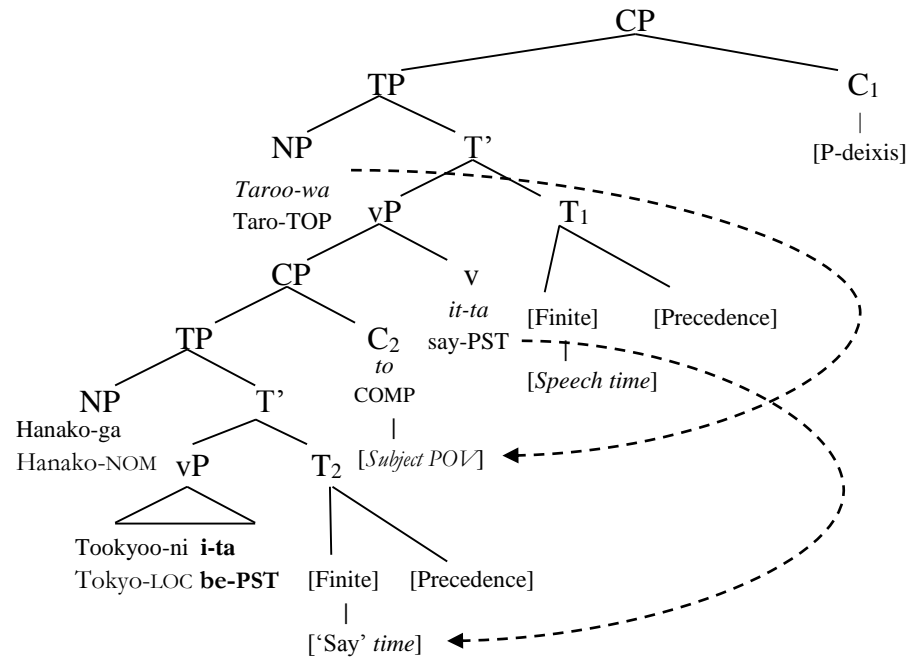 CP
TP C₁
NP T’ [P-deixis]
Taroo-wa
Taro-TOP vP T₁
CP v
it-ta [Finite] [Precedence]
TP C₂ say-PST
to [Speech time]
COMP
NP T’
Hanako-ga
Hanako-NOM vP T₂ [Subject POV]
Tookyoo-ni i-ta
Tokyo-LOC be-PST [Finite] [Precedence]
[‘Say’ time]